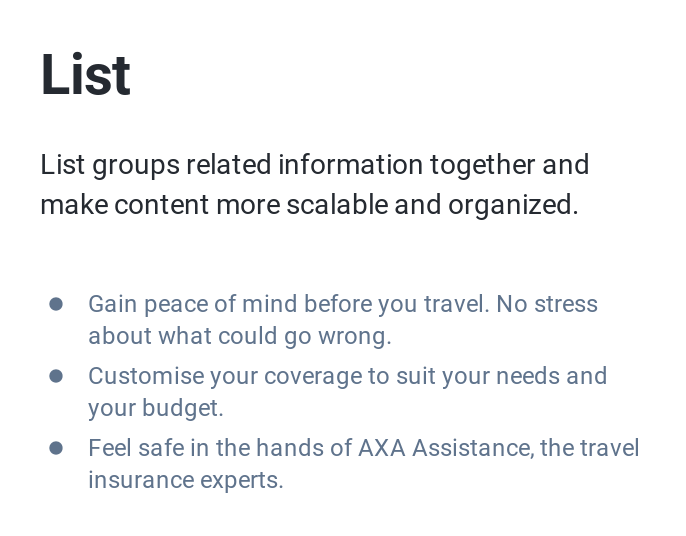 List
List groups related information together and
make content more scalable and organized.
Gain peace of mind before you travel. No stress
about what could go wrong.
Customise your coverage to suit your needs and
your budget.
Feel safe in the hands of AXA Assistance, the travel
insurance experts.